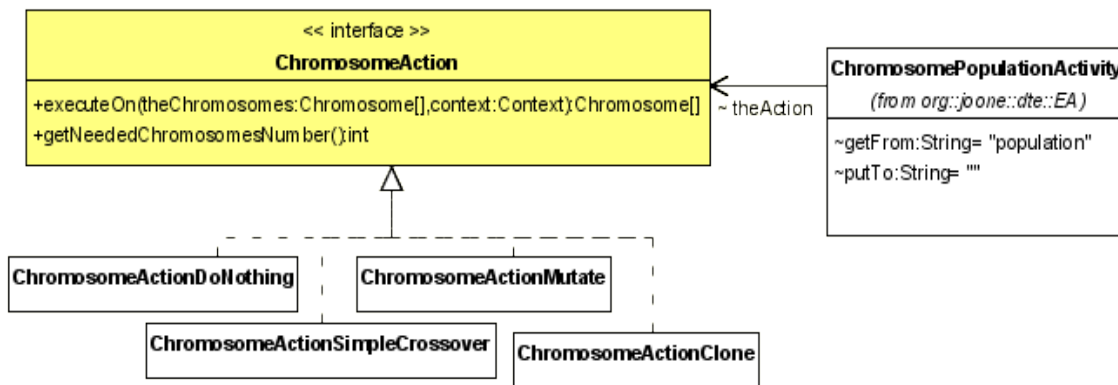 << interface >>
ChromosomeAction
+executeOn(theChromosomes:Chromosome[],context:Context):Chromosome[]
+getNeededChromosomesNumber():int
~ theAction
ChromosomePopulationActivity
(from org::joone::dte::EA)
~getFrom:String= "population"
~putTo:String= ""
ChromosomeActionDoNothing
ChromosomeActionMutate
ChromosomeActionSimpleCrossover
ChromosomeActionClone